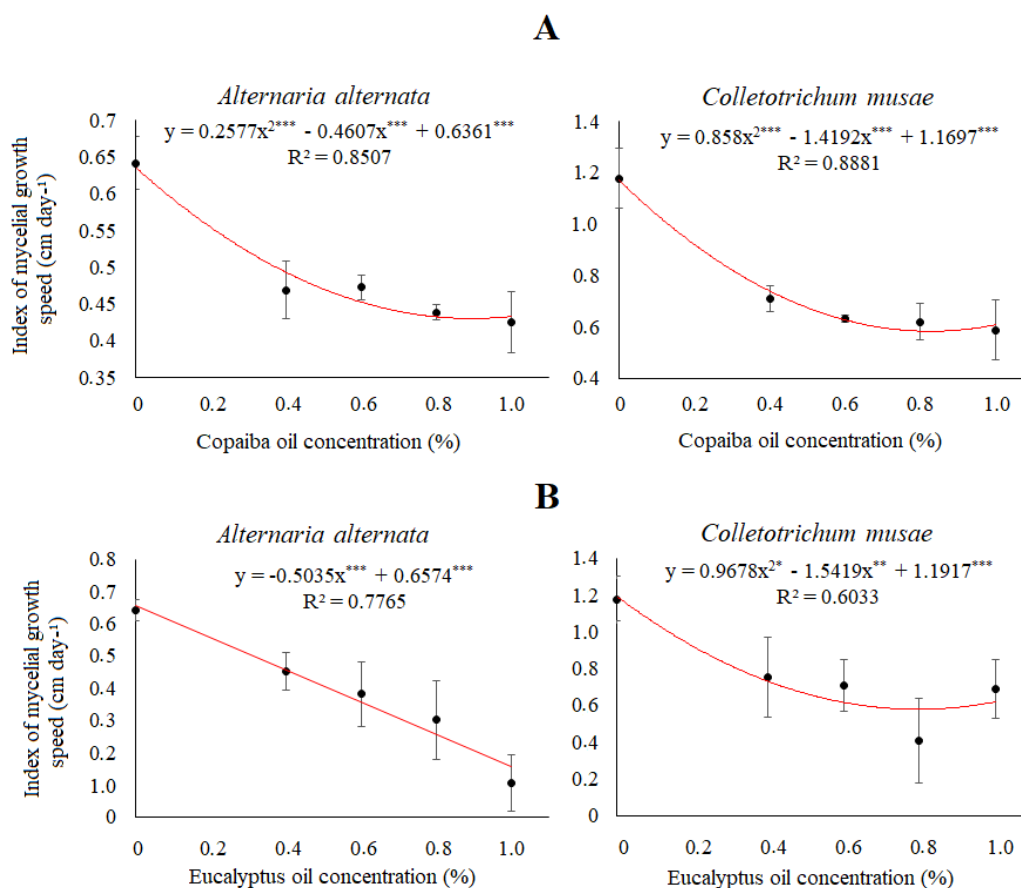 A
Alternaria alternata
y = 0.2577x²*** - 0.4607x*** + 0.6361***
R² = 0.8507
Index of mycelial growth
speed (cm day-¹)
0.7
0.65
0.6
0.55
0.5
0.45
0.4
0.35
0 0.2 0.4 0.6 0.8 1.0
Copaiba oil concentration (%)
Colletotrichum musae
y = 0.858x²*** - 1.4192x*** + 1.1697***
R² = 0.8881
1.4
1.2
1.0
0.8
0.6
0.4
0 0.2 0.4 0.6 0.8 1.0
Copaiba oil concentration (%)
B
Alternaria alternata
y = -0.5035x*** + 0.6574***
R² = 0.7765
Index of mycelial growth
speed (cm day-¹)
0.8
0.7
0.6
0.5
0.4
0.3
0.2
1.0
0
0 0.2 0.4 0.6 0.8 1.0
Eucalyptus oil concentration (%)
Colletotrichum musae
y = 0.9678x²* - 1.5419x** + 1.1917***
R² = 0.6033
1.4
1.2
1.0
0.8
0.6
0.4
0.2
0
0 0.2 0.4 0.6 0.8 1.0
Eucalyptus oil concentration (%)